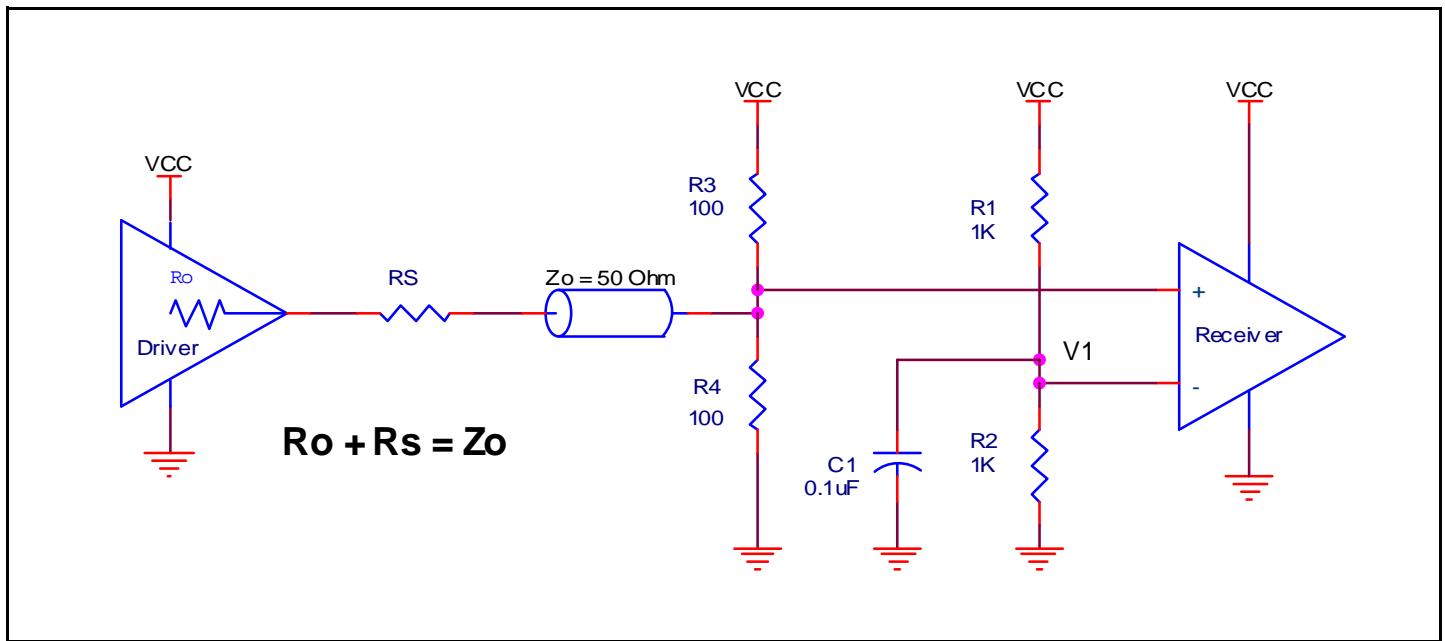 VCC
VCC
VCC
VCC
R3
100
R1
1K
Ro
RS
Zo = 50 Ohm
+
Driver
Receiver
V1
R4
100
-
Ro + Rs = Zo
R2
1K
C1
0.1uF